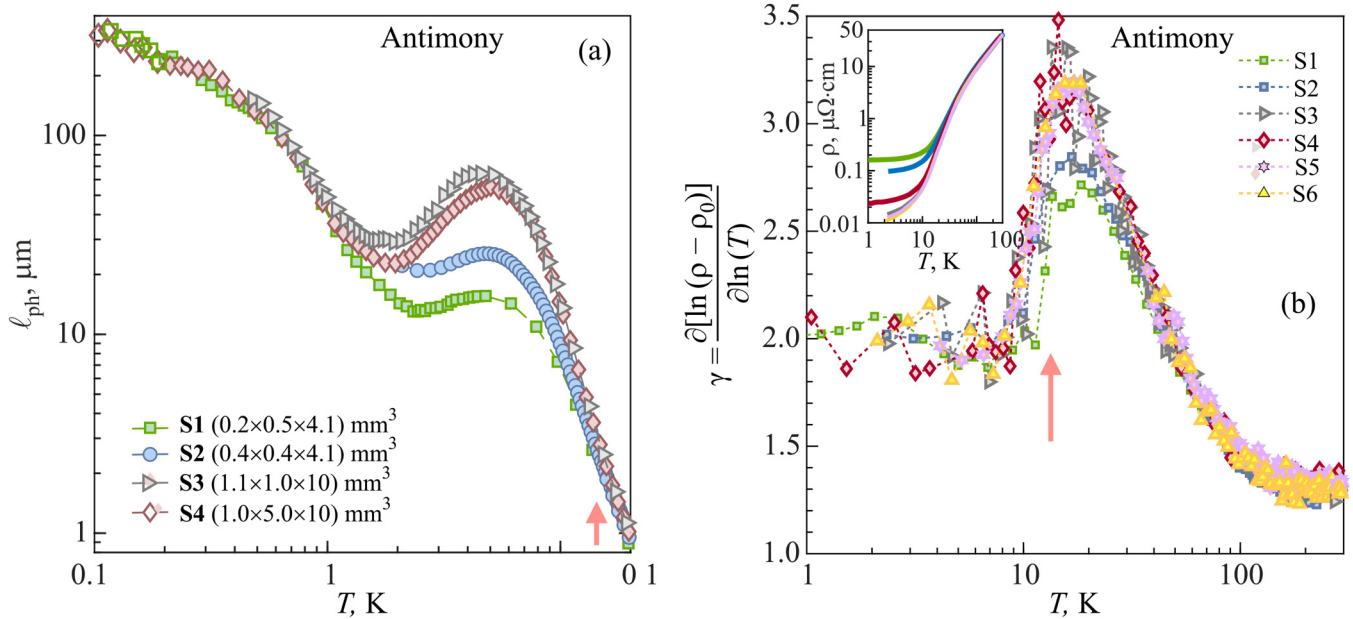 Antimony
(a)
100
10
1
ℓph, μm
S1 (0.2×0.5×4.1) mm³
S2 (0.4×0.4×4.1) mm³
S3 (1.1×1.0×10) mm³
S4 (1.0×5.0×10) mm³
0.1
1
0 1
T, K
Antimony
(b)
3.5
3.0
2.5
2.0
1.5
1.0
γ = ∂[ln (ρ − ρ0)] / ∂ln (T)
50
10
1
0.1
0.01
ρ, μΩ·cm
1
10
100
T, K
S1
S2
S3
S4
S5
S6
1
10
100
T, K